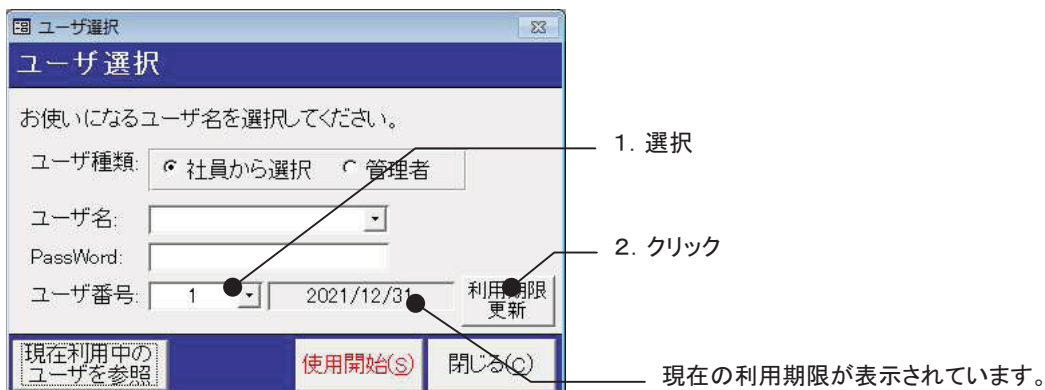 ユーザ選択
ユーザ選択
お使いになるユーザ名を選択してください。
ユーザ種類: 社員から選択 管理者
ユーザ名:
PassWord:
ユーザ番号: 1 2021/12/31 利用期限
更新
現在利用中の
ユーザを参照
使用開始(S) 閉じる(C)
1. 選択
2. クリック
現在の利用期限が表示されています。